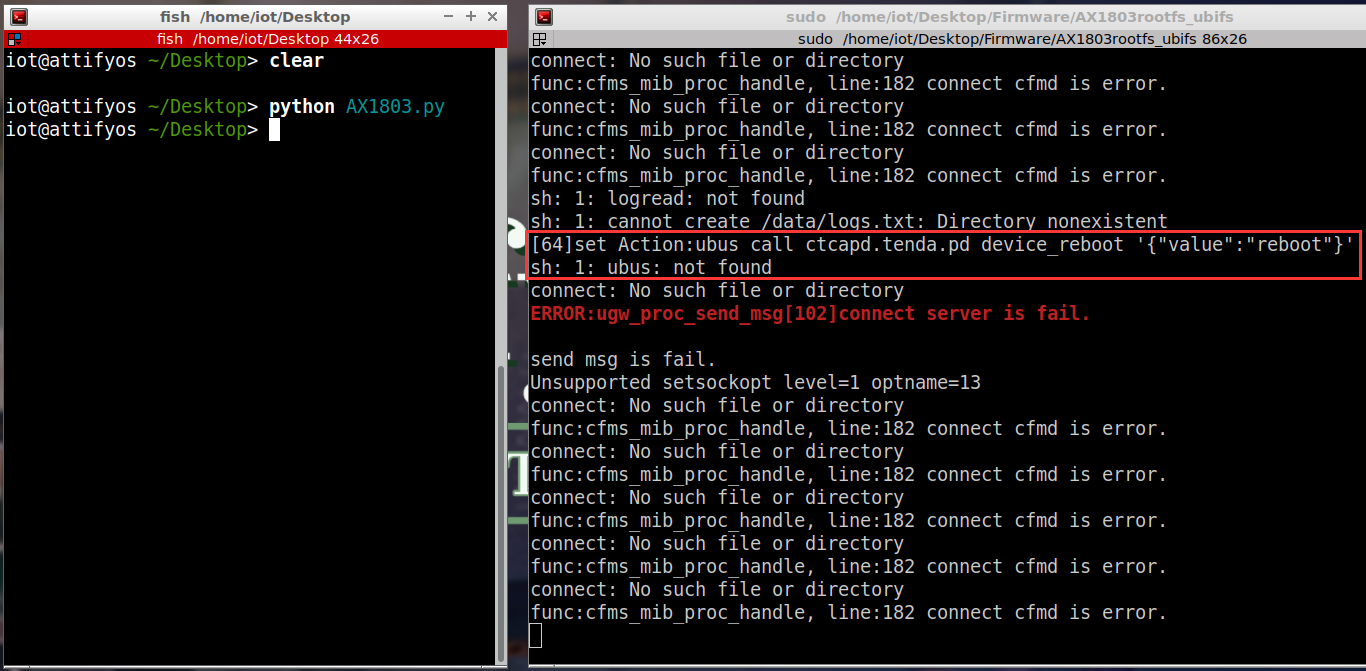 fish  /home/iot/Desktop
fish  /home/iot/Desktop 44x26
iot@attifyos ~/Desktop> clear
iot@attifyos ~/Desktop> python AX1803.py
iot@attifyos ~/Desktop>
sudo  /home/iot/Desktop/Firmware/AX1803rootfs_ubifs
sudo  /home/iot/Desktop/Firmware/AX1803rootfs_ubifs 86x26
connect: No such file or directory
func:cfms_mib_proc_handle, line:182 connect cfmd is error.
connect: No such file or directory
func:cfms_mib_proc_handle, line:182 connect cfmd is error.
connect: No such file or directory
func:cfms_mib_proc_handle, line:182 connect cfmd is error.
sh: 1: logread: not found
sh: 1: cannot create /data/logs.txt: Directory nonexistent
[64]set Action:ubus call ctcapd.tenda.pd device_reboot '{"value":"reboot"}'
sh: 1: ubus: not found
connect: No such file or directory
ERROR:ugw_proc_send_msg[102]connect server is fail.
send msg is fail.
Unsupported setsockopt level=1 optname=13
connect: No such file or directory
func:cfms_mib_proc_handle, line:182 connect cfmd is error.
connect: No such file or directory
func:cfms_mib_proc_handle, line:182 connect cfmd is error.
connect: No such file or directory
func:cfms_mib_proc_handle, line:182 connect cfmd is error.
connect: No such file or directory
func:cfms_mib_proc_handle, line:182 connect cfmd is error.
connect: No such file or directory
func:cfms_mib_proc_handle, line:182 connect cfmd is error.